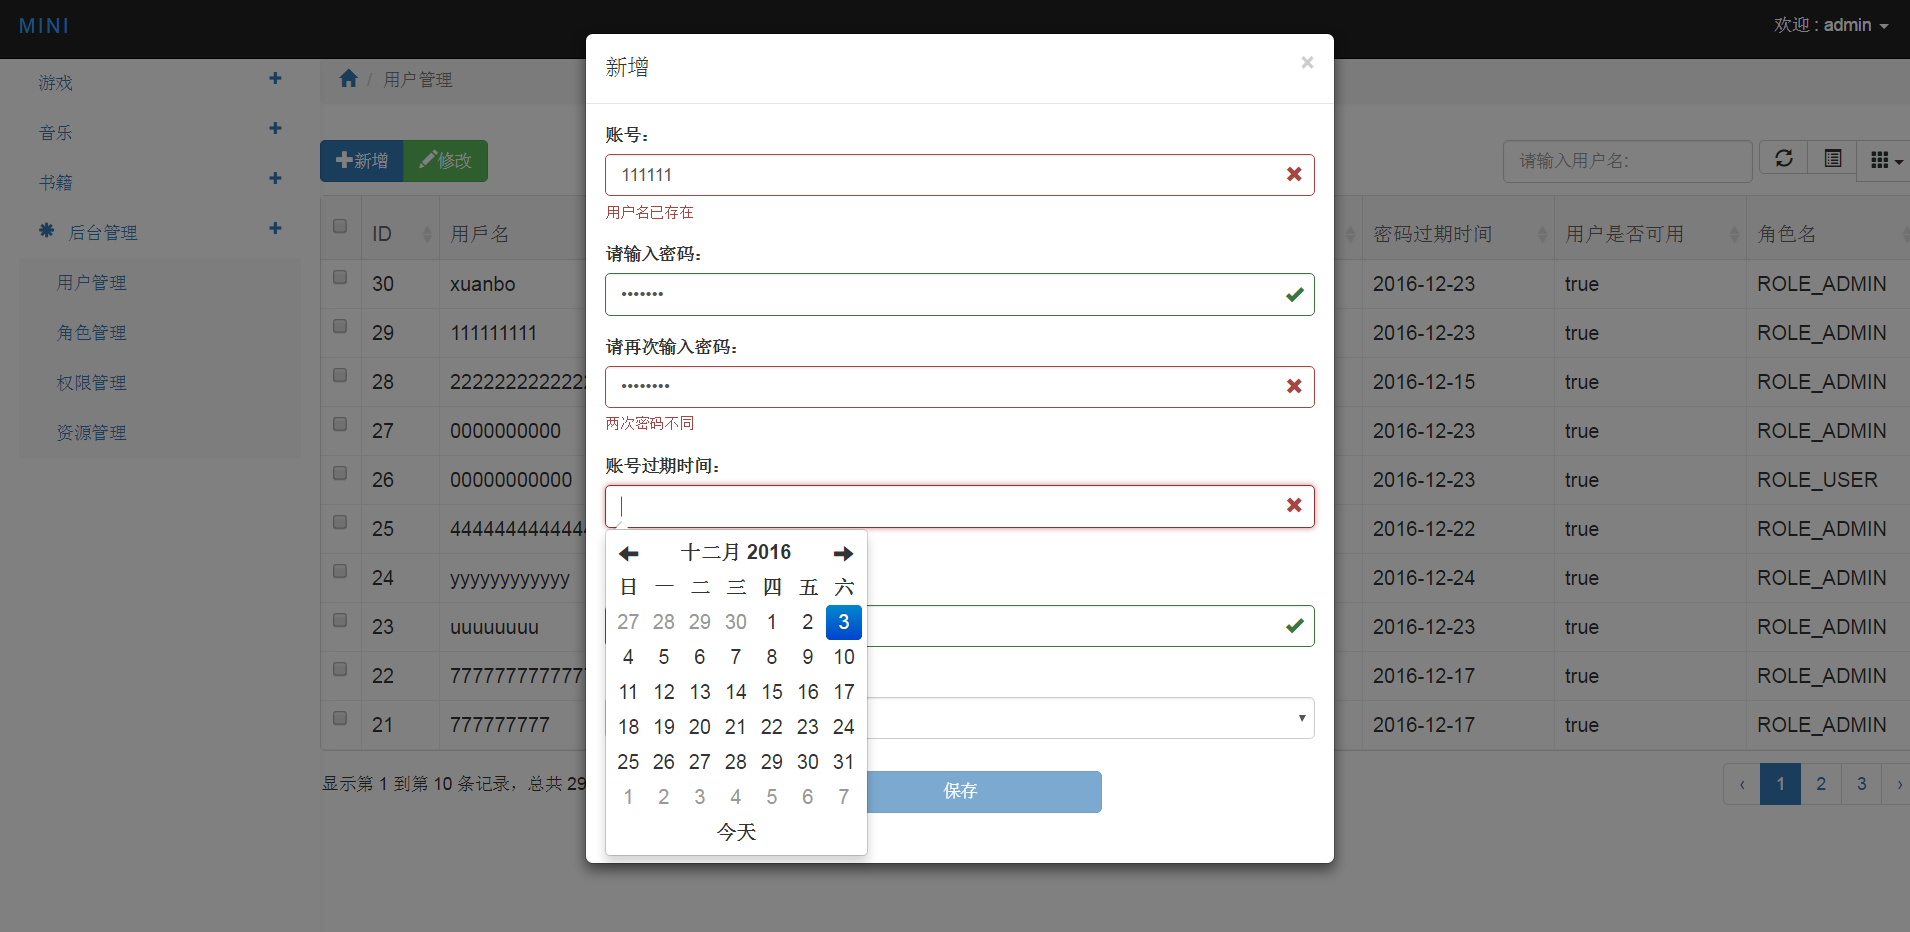 MINI
欢迎 : admin
游戏
音乐
书籍
后台管理
用户管理
角色管理
权限管理
资源管理
/ 用户管理
新增
修改
请输入用户名:
ID 用戶名 密码过期时间 用户是否可用 角色名
30 xuanbo 2016-12-23 true ROLE_ADMIN
29 111111111 2016-12-23 true ROLE_ADMIN
28 2222222222222 2016-12-15 true ROLE_ADMIN
27 0000000000 2016-12-23 true ROLE_ADMIN
26 00000000000 2016-12-23 true ROLE_USER
25 4444444444444 2016-12-22 true ROLE_ADMIN
24 yyyyyyyyyyyy 2016-12-24 true ROLE_ADMIN
23 uuuuuuuu 2016-12-23 true ROLE_ADMIN
22 7777777777777 2016-12-17 true ROLE_ADMIN
21 777777777 2016-12-17 true ROLE_ADMIN
显示第 1 到第 10 条记录，总共 29
‹ 1 2 3 ›
新增 ×
账号：
111111
用户名已存在
请输入密码：
•••••••
请再次输入密码：
••••••••
两次密码不同
账号过期时间：
十二月 2016
日 一 二 三 四 五 六
27 28 29 30 1 2 3
4 5 6 7 8 9 10
11 12 13 14 15 16 17
18 19 20 21 22 23 24
25 26 27 28 29 30 31
1 2 3 4 5 6 7
今天
保存